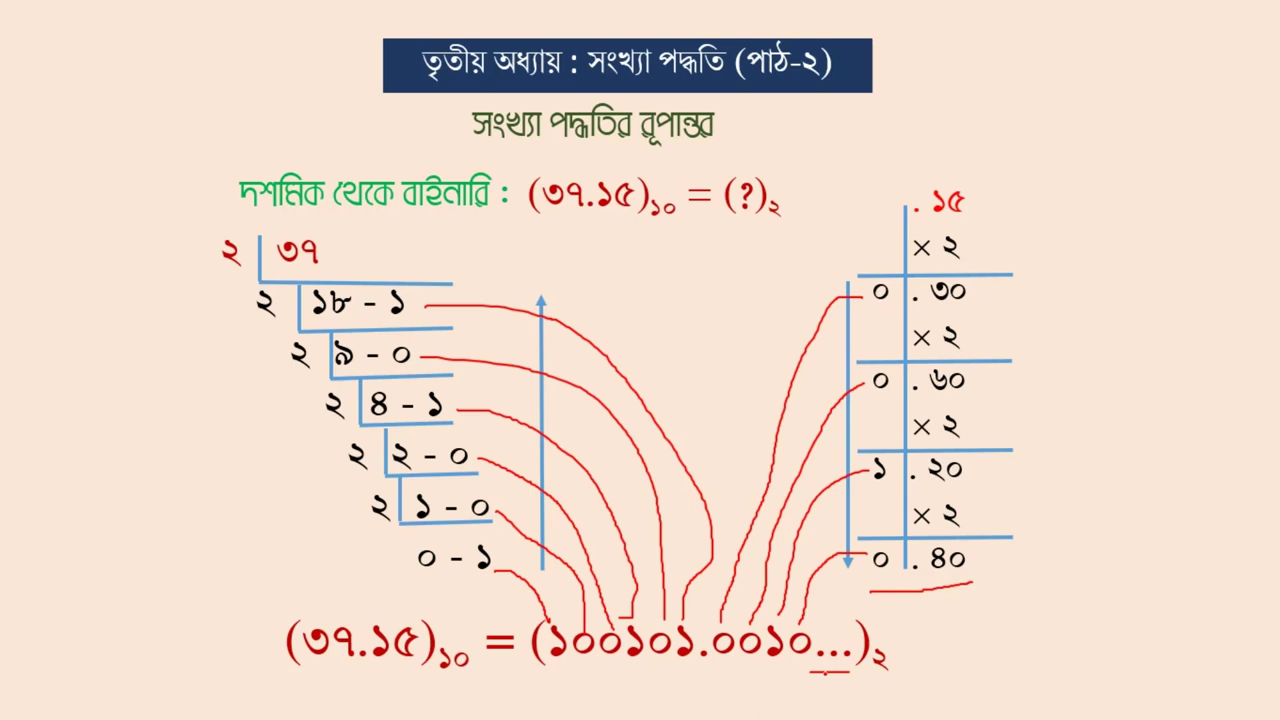 তৃতীয় অধ্যায় : সংখ্যা পদ্ধতি (পাঠ-২)
সংখ্যা পদ্ধতির রূপান্তর
দশমিক থেকে বাইনারি : (৩৭.১৫)১০ = (?)২
২ ৩৭
২ ১৮ - ১
২ ৯ - ০
২ ৪ - ১
২ ২ - ০
২ ১ - ০
০ - ১
. ১৫
× ২
০ . ৩০
× ২
০ . ৬০
× ২
১ . ২০
× ২
০ . ৪০
(৩৭.১৫)১০ = (১০০১০১.০০১০...)২